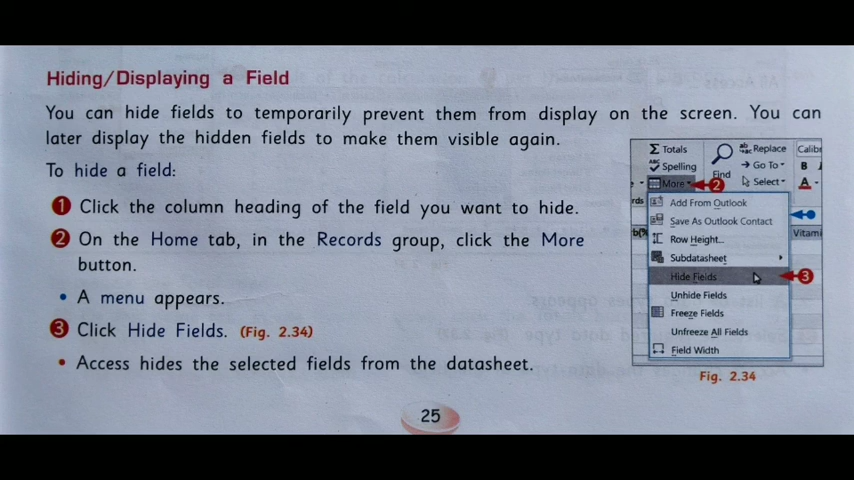 Hiding/Displaying a Field
You can hide fields to temporarily prevent them from display on the screen. You can
later display the hidden fields to make them visible again.
To hide a field:
1 Click the column heading of the field you want to hide.
2 On the Home tab, in the Records group, click the More
button.
• A menu appears.
3 Click Hide Fields. (Fig. 2.34)
• Access hides the selected fields from the datasheet.
Σ Totals
Spelling
More
2
Find
Replace
Go To
Select
Calib
B
A
Add From Outlook
Save As Outlook Contact
Row Height...
Subdatasheet
Hide Fields
3
Unhide Fields
Freeze Fields
Unfreeze All Fields
Field Width
Vitami
Fig. 2.34
25